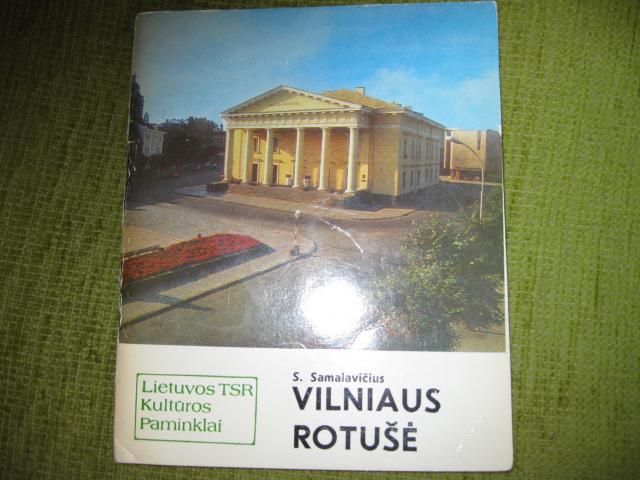 Lietuvos TSR
Kultūros
Paminklai
S. Samalavičius
VILNIAUS
ROTUŠĖ